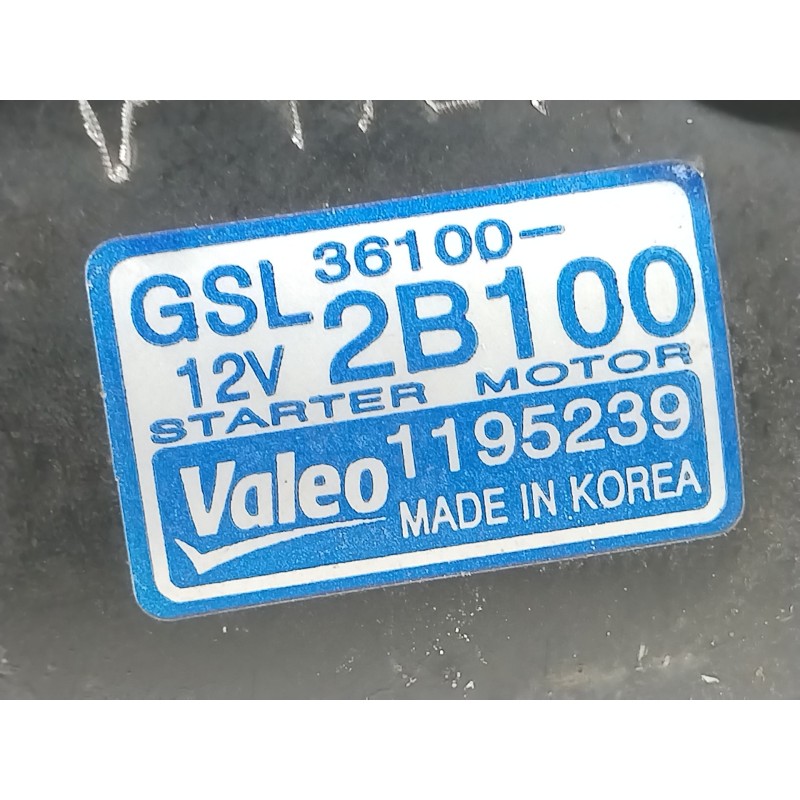 36100-
GSL 2B100
12V
STARTER MOTOR
Valeo 1195239
MADE IN KOREA